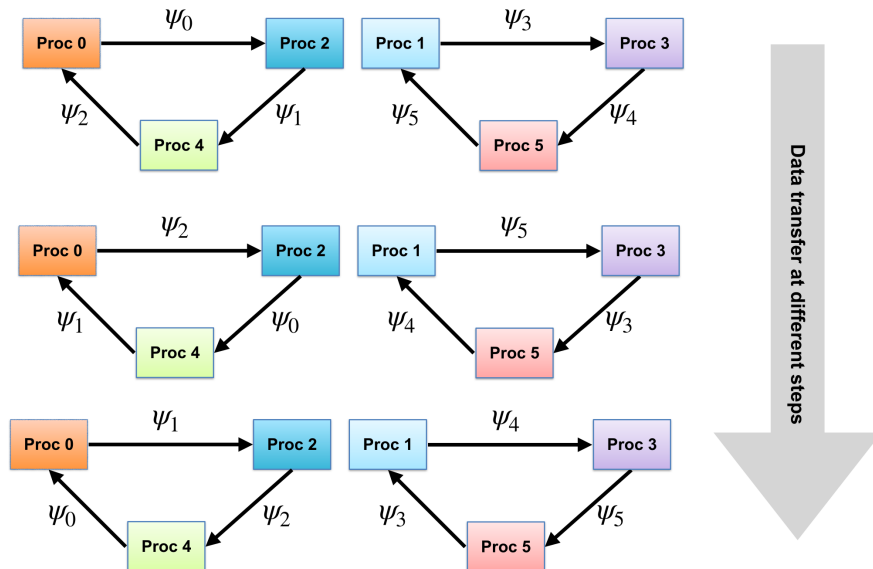 ψ0 ψ3
Proc 0 Proc 2 Proc 1 Proc 3
ψ2 ψ1 ψ5 ψ4
Proc 4 Proc 5
ψ2 ψ5
Proc 0 Proc 2 Proc 1 Proc 3
ψ1 ψ0 ψ4 ψ3
Proc 4 Proc 5
ψ1 ψ4
Proc 0 Proc 2 Proc 1 Proc 3
ψ0 ψ2 ψ3 ψ5
Proc 4 Proc 5
Data transfer at different steps